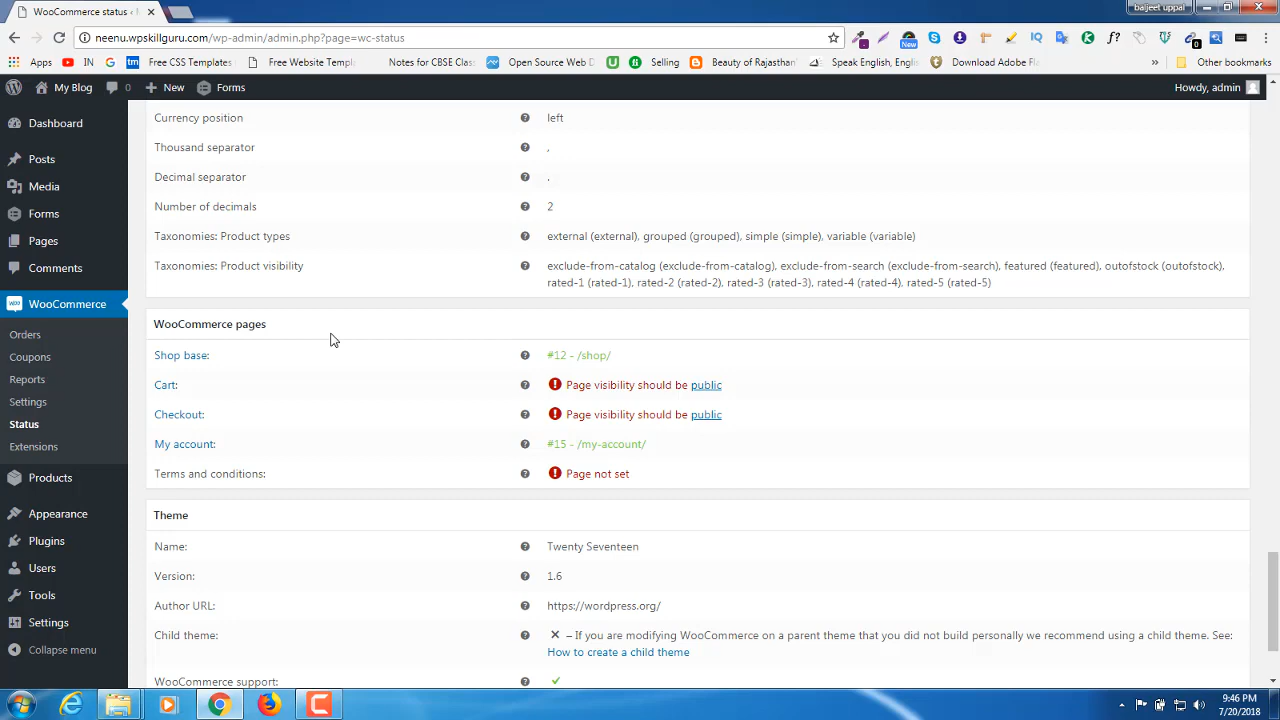 WooCommerce status ‹
baljeet uppal
neenu.wpskillguru.com/wp-admin/admin.php?page=wc-status
New
0
Apps
IN
Free CSS Templates
Free Website Templ
Notes for CBSE Clas
Open Source Web D
Selling
Beauty of Rajasthan
Speak English, Engl
Download Adobe Fla
»
Other bookmarks
My Blog
0
New
Forms
Howdy, admin
Dashboard
Posts
Media
Forms
Pages
Comments
WooCommerce
Orders
Coupons
Reports
Settings
Status
Extensions
Products
Appearance
Plugins
Users
Tools
Settings
Collapse menu
Currency position left
Thousand separator ,
Decimal separator .
Number of decimals 2
Taxonomies: Product types external (external), grouped (grouped), simple (simple), variable (variable)
Taxonomies: Product visibility exclude-from-catalog (exclude-from-catalog), exclude-from-search (exclude-from-search), featured (featured), outofstock (outofstock),
rated-1 (rated-1), rated-2 (rated-2), rated-3 (rated-3), rated-4 (rated-4), rated-5 (rated-5)
WooCommerce pages
Shop base: #12 - /shop/
Cart: Page visibility should be public
Checkout: Page visibility should be public
My account: #15 - /my-account/
Terms and conditions: Page not set
Theme
Name: Twenty Seventeen
Version: 1.6
Author URL: https://wordpress.org/
Child theme: – If you are modifying WooCommerce on a parent theme that you did not build personally we recommend using a child theme. See:
How to create a child theme
WooCommerce support:
9:46 PM
7/20/2018